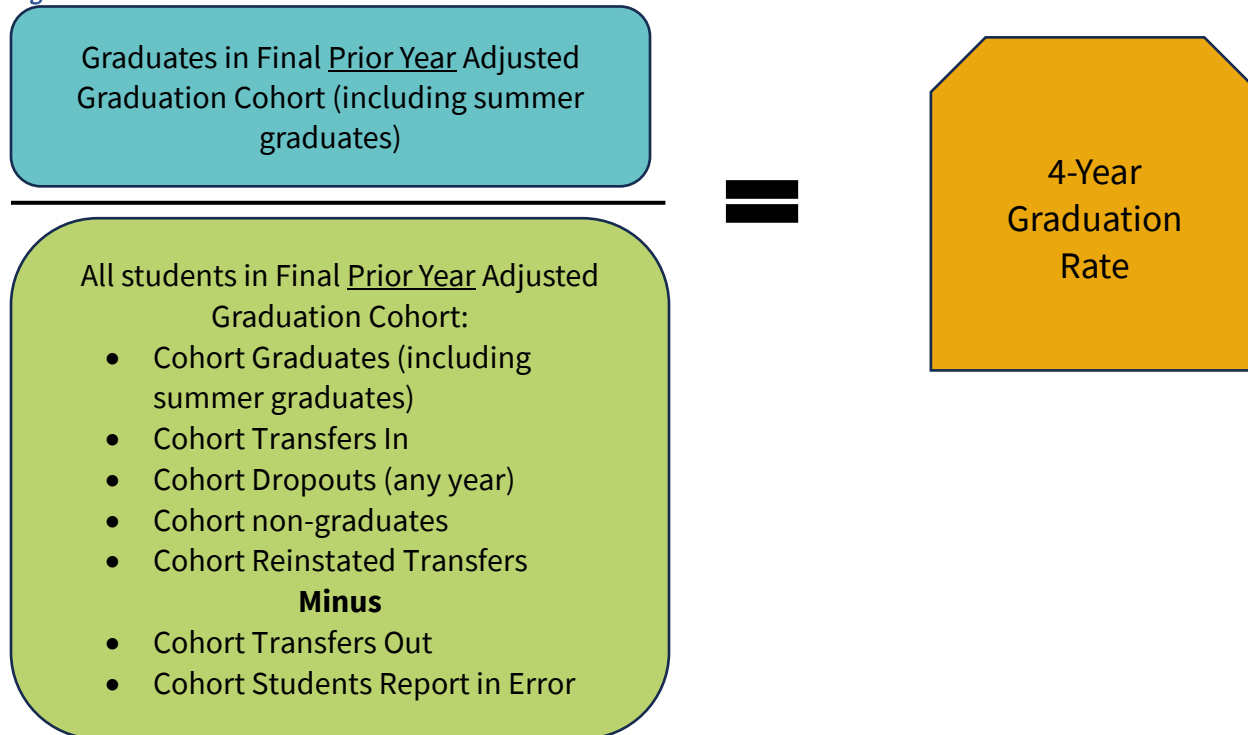 Graduates in Final Prior Year Adjusted
Graduation Cohort (including summer
graduates)
All students in Final Prior Year Adjusted
Graduation Cohort:
• Cohort Graduates (including
summer graduates)
• Cohort Transfers In
• Cohort Dropouts (any year)
• Cohort non-graduates
• Cohort Reinstated Transfers
Minus
• Cohort Transfers Out
• Cohort Students Report in Error
=
4-Year
Graduation
Rate